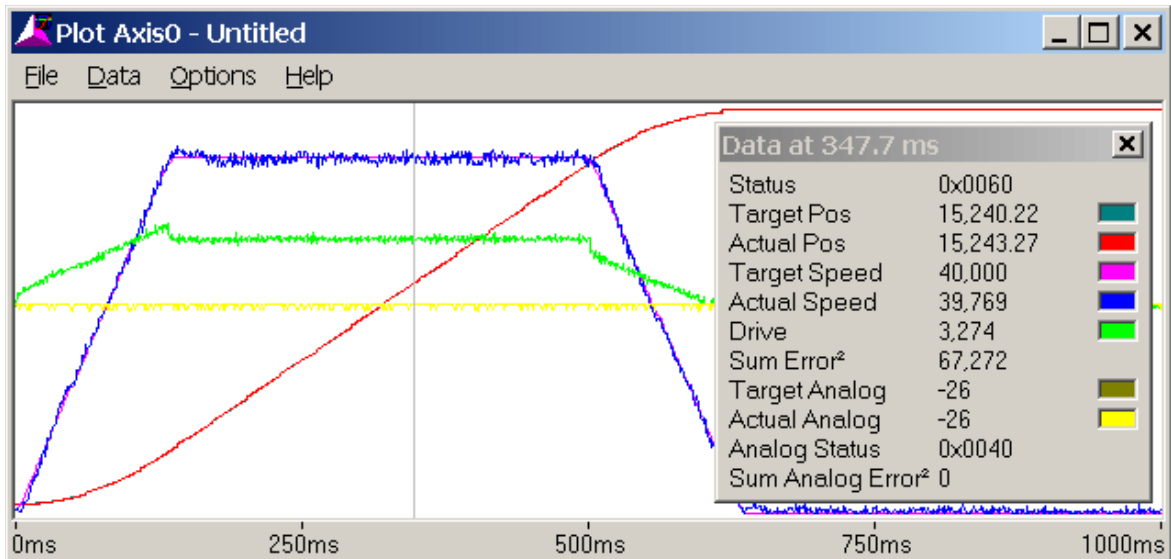 Plot Axis0 - Untitled
File Data Options Help
Data at 347.7 ms
Status 0x0060
Target Pos 15,240.22
Actual Pos 15,243.27
Target Speed 40,000
Actual Speed 39,769
Drive 3,274
Sum Error² 67,272
Target Analog -26
Actual Analog -26
Analog Status 0x0040
Sum Analog Error² 0
0ms 250ms 500ms 750ms 1000ms